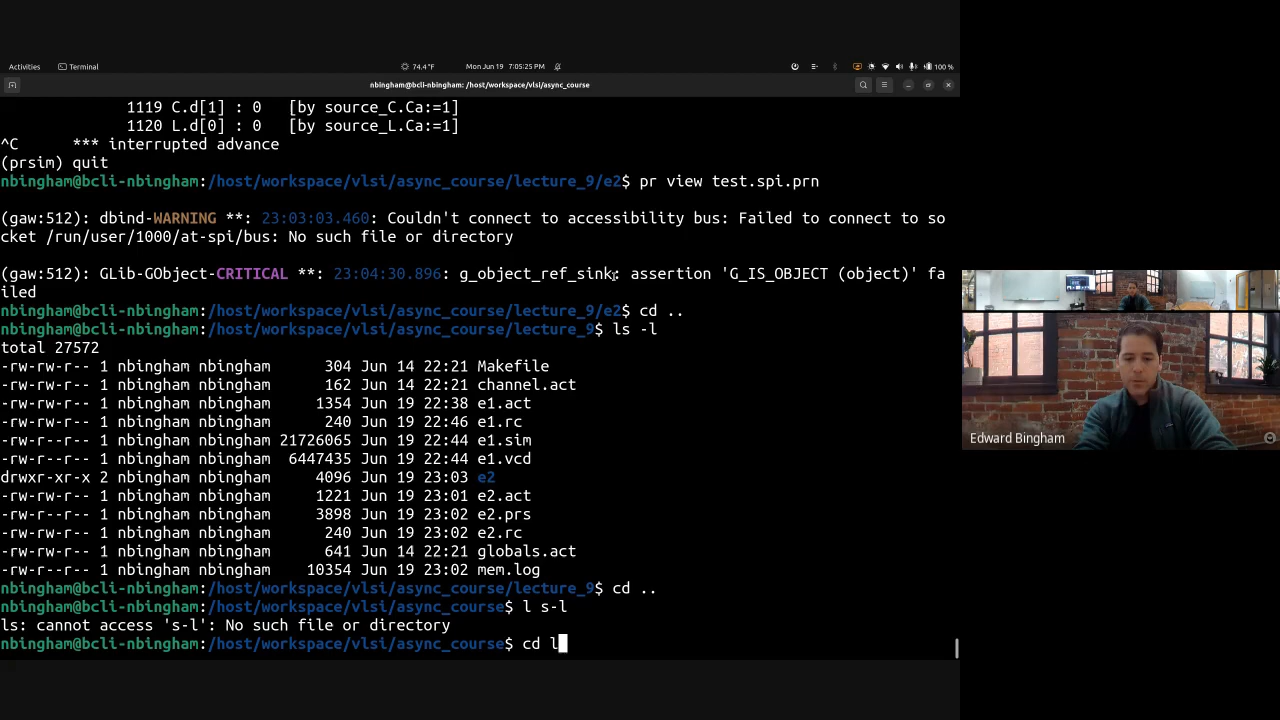 Activities Terminal 74.4 °F Mon Jun 19 7:05:25 PM 100 %
nbingham@bcli-nbingham: /host/workspace/vlsi/async_course
1119 C.d[1] : 0 [by source_C.Ca:=1]
1120 L.d[0] : 0 [by source_L.Ca:=1]
^C *** interrupted advance
(prsim) quit
nbingham@bcli-nbingham:/host/workspace/vlsi/async_course/lecture_9/e2$ pr view test.spi.prn
(gaw:512): dbind-WARNING **: 23:03:03.460: Couldn't connect to accessibility bus: Failed to connect to so
cket /run/user/1000/at-spi/bus: No such file or directory
(gaw:512): GLib-GObject-CRITICAL **: 23:04:30.896: g_object_ref_sink: assertion 'G_IS_OBJECT (object)' fa
iled
nbingham@bcli-nbingham:/host/workspace/vlsi/async_course/lecture_9/e2$ cd ..
nbingham@bcli-nbingham:/host/workspace/vlsi/async_course/lecture_9$ ls -l
total 27572
-rw-rw-r-- 1 nbingham nbingham 304 Jun 14 22:21 Makefile
-rw-rw-r-- 1 nbingham nbingham 162 Jun 14 22:21 channel.act
-rw-rw-r-- 1 nbingham nbingham 1354 Jun 19 22:38 e1.act
-rw-rw-r-- 1 nbingham nbingham 240 Jun 19 22:46 e1.rc
-rw-rw-r-- 1 nbingham nbingham 21726065 Jun 19 22:44 e1.sim
-rw-rw-r-- 1 nbingham nbingham 6447435 Jun 19 22:44 e1.vcd
drwxr-xr-x 2 nbingham nbingham 4096 Jun 19 23:03 e2
-rw-rw-r-- 1 nbingham nbingham 1221 Jun 19 23:01 e2.act
-rw-rw-r-- 1 nbingham nbingham 3898 Jun 19 23:02 e2.prs
-rw-rw-r-- 1 nbingham nbingham 240 Jun 19 23:02 e2.rc
-rw-rw-r-- 1 nbingham nbingham 641 Jun 14 22:21 globals.act
-rw-rw-r-- 1 nbingham nbingham 10354 Jun 19 23:02 mem.log
nbingham@bcli-nbingham:/host/workspace/vlsi/async_course/lecture_9$ cd ..
nbingham@bcli-nbingham:/host/workspace/vlsi/async_course$ l s-l
ls: cannot access 's-l': No such file or directory
nbingham@bcli-nbingham:/host/workspace/vlsi/async_course$ cd l
Edward Bingham